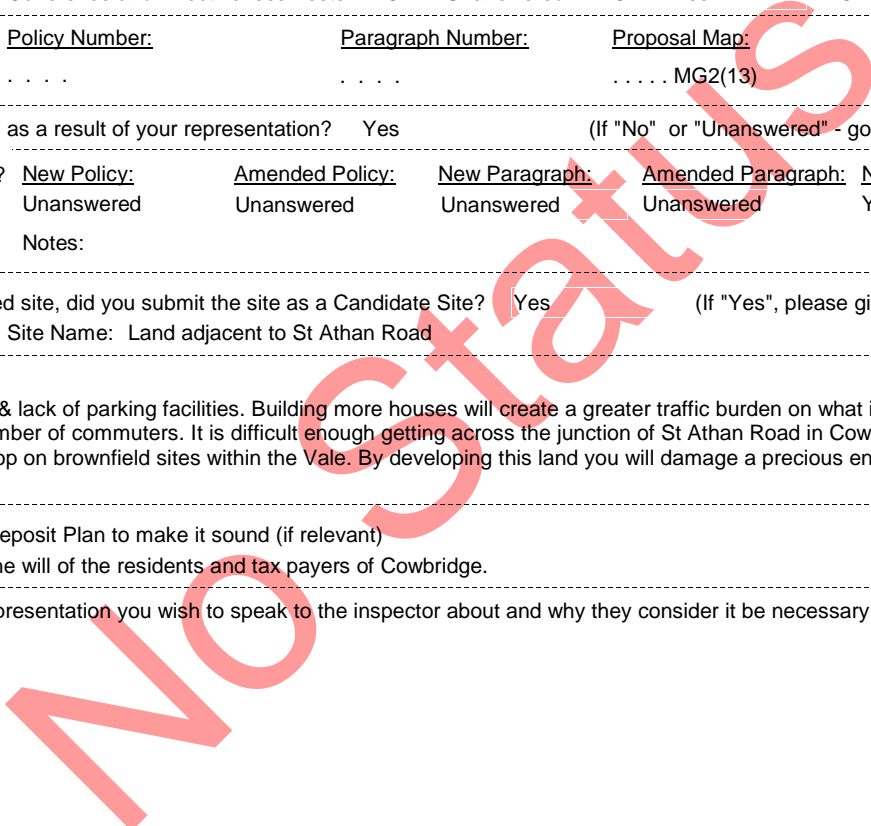 Policy Number: Paragraph Number: Proposal Map:
. . . . . . . . . . . . . MG2(13)
as a result of your representation? Yes (If "No" or "Unanswered" - go
? New Policy: Amended Policy: New Paragraph: Amended Paragraph: N
Unanswered Unanswered Unanswered Unanswered Y
Notes:
ed site, did you submit the site as a Candidate Site? Yes (If "Yes", please gi
Site Name: Land adjacent to St Athan Road
& lack of parking facilities. Building more houses will create a greater traffic burden on what i
mber of commuters. It is difficult enough getting across the junction of St Athan Road in Cow
op on brownfield sites within the Vale. By developing this land you will damage a precious en
eposit Plan to make it sound (if relevant)
he will of the residents and tax payers of Cowbridge.
presentation you wish to speak to the inspector about and why they consider it be necessary
No Status